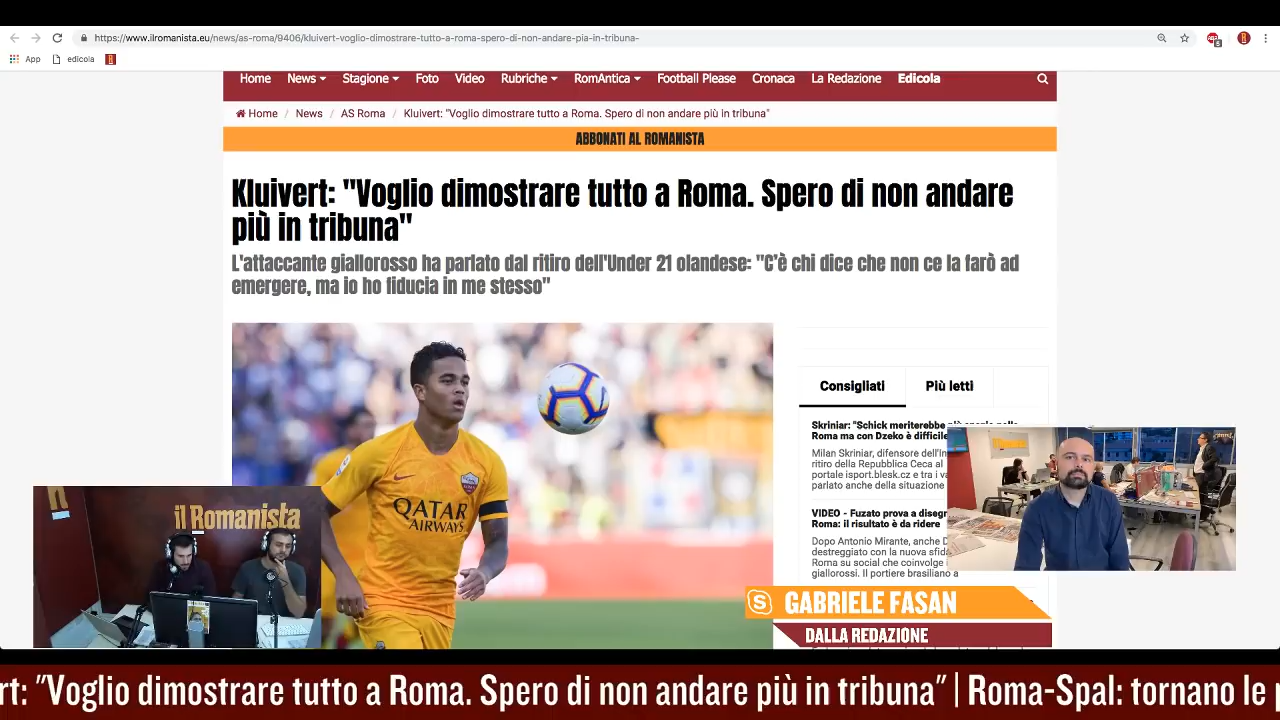 https://www.ilromanista.eu/news/as-roma/9406/kluivert-voglio-dimostrare-tutto-a-roma-spero-di-non-andare-pia-in-tribuna-
App edicola
Home News Stagione Foto Video Rubriche RomAntica Football Please Cronaca La Redazione Edicola
Home / News / AS Roma / Kluivert: "Voglio dimostrare tutto a Roma. Spero di non andare più in tribuna"
ABBONATI AL ROMANISTA
Kluivert: "Voglio dimostrare tutto a Roma. Spero di non andare
più in tribuna"
L'attaccante giallorosso ha parlato dal ritiro dell'Under 21 olandese: "C'è chi dice che non ce la farò ad
emergere, ma io ho fiducia in me stesso"
Consigliati Più letti
Skriniar: "Schick meriterebbe
Roma ma con Dzeko è difficile
Milan Skriniar, difensore dell'In
ritiro della Repubblica Ceca al
portale isport.blesk.cz e tra i va
parlato anche della situazione
VIDEO - Fuzato prova a disegn
Roma: il risultato è da ridere
Dopo Antonio Mirante, anche D
destreggiato con la nuova sfida
Roma su social che coinvolge i
giallorossi. Il portiere brasiliano a
QATAR
AIRWAYS
il Romanista
GABRIELE FASAN
DALLA REDAZIONE
rt: "Voglio dimostrare tutto a Roma. Spero di non andare più in tribuna" | Roma-Spal: tornano le p